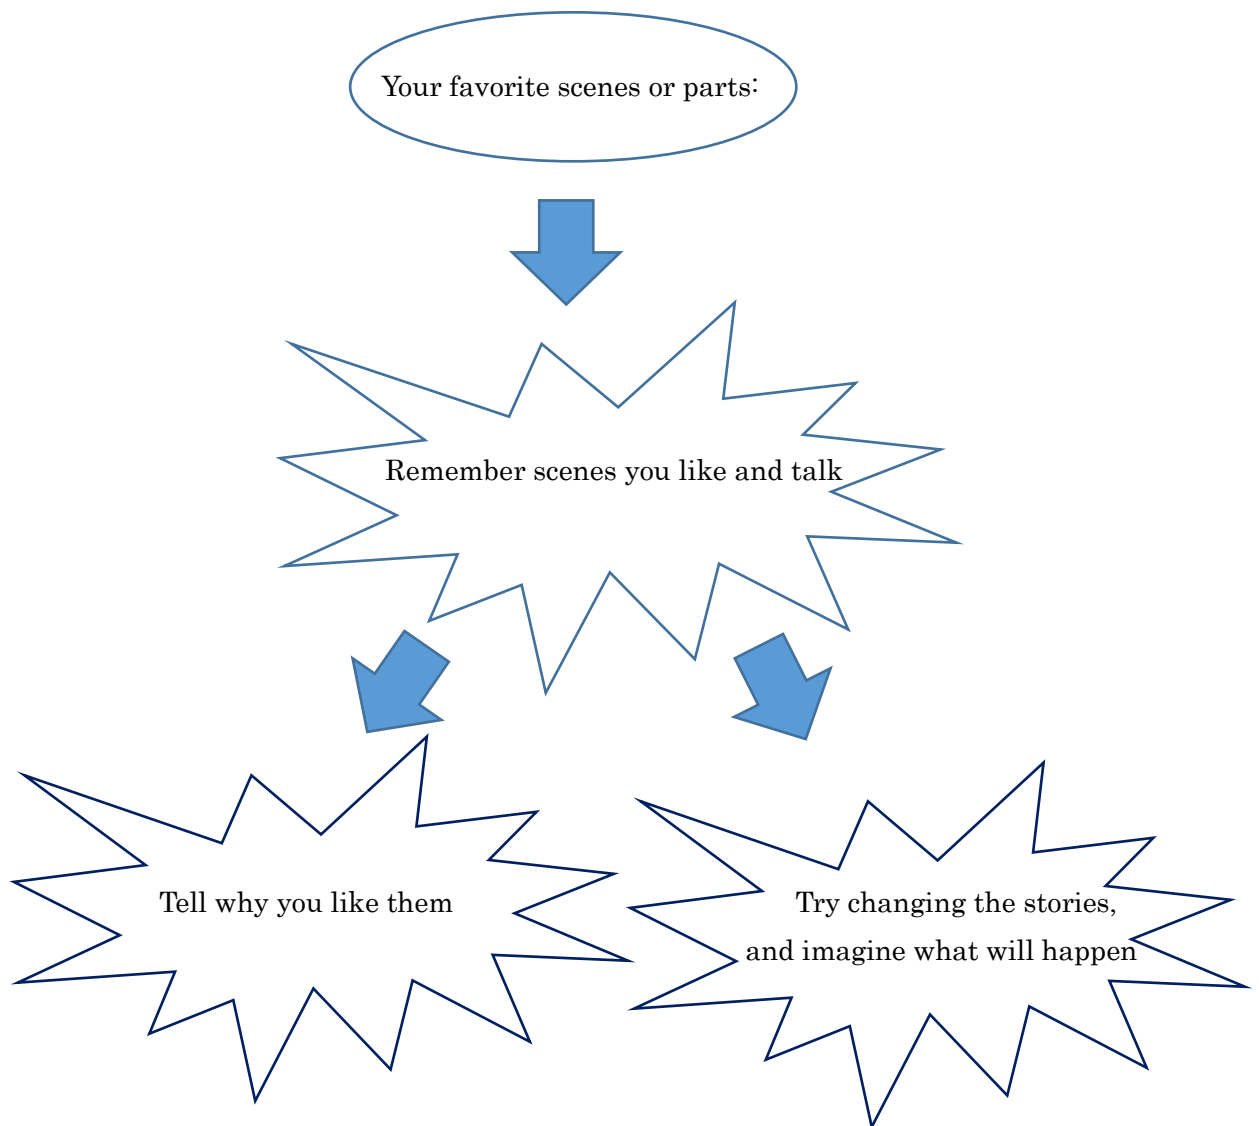 Your favorite scenes or parts:
Remember scenes you like and talk
Tell why you like them
Try changing the stories,
and imagine what will happen